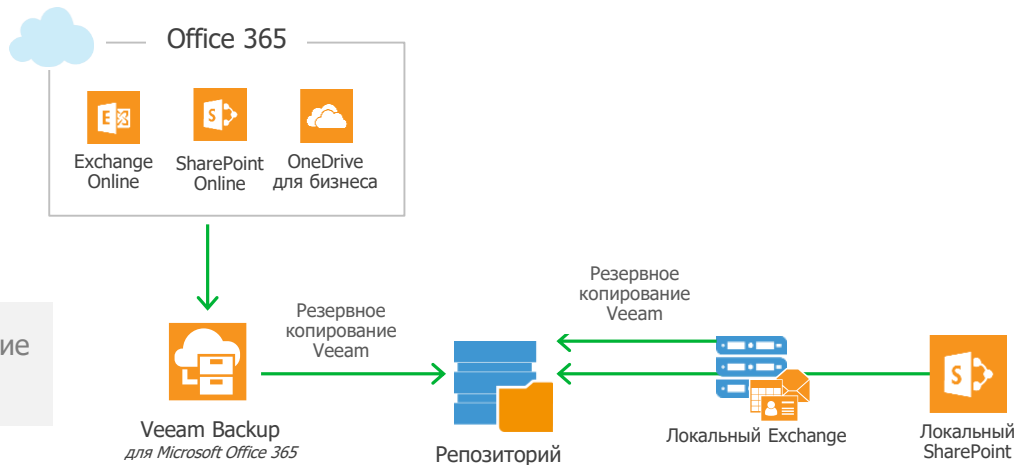 Office 365
Exchange
Online
SharePoint
Online
OneDrive
для бизнеса
Резервное
копирование
Veeam
Резервное
копирование
Veeam
ие
Veeam Backup
для Microsoft Office 365
Репозиторий
Локальный Exchange
Локальный
SharePoint
E
S
S